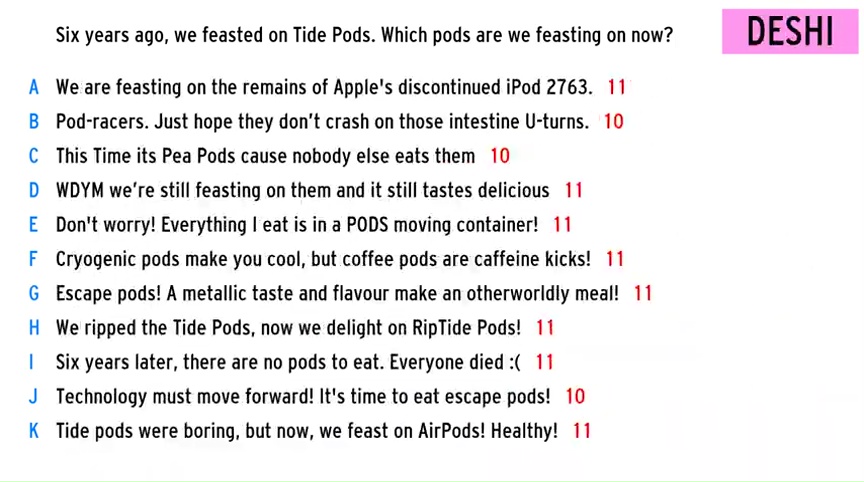 Six years ago, we feasted on Tide Pods. Which pods are we feasting on now?
DESHI
A We are feasting on the remains of Apple's discontinued iPod 2763. 11
B Pod-racers. Just hope they don't crash on those intestine U-turns. 10
C This Time its Pea Pods cause nobody else eats them 10
D WDYM we're still feasting on them and it still tastes delicious 11
E Don't worry! Everything I eat is in a PODS moving container! 11
F Cryogenic pods make you cool, but coffee pods are caffeine kicks! 11
G Escape pods! A metallic taste and flavour make an otherworldly meal! 11
H We ripped the Tide Pods, now we delight on RipTide Pods! 11
I Six years later, there are no pods to eat. Everyone died :( 11
J Technology must move forward! It's time to eat escape pods! 10
K Tide pods were boring, but now, we feast on AirPods! Healthy! 11